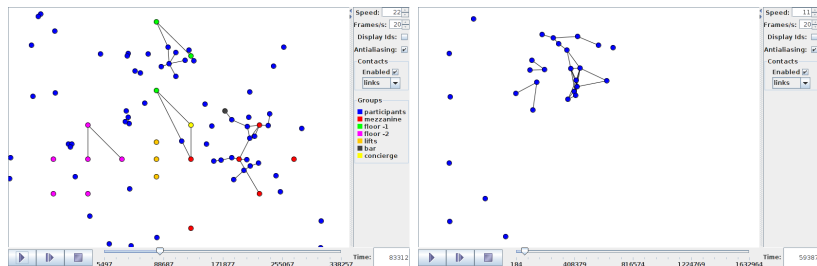 Speed: 22
Frames/s: 20
Display Ids:
Antialiasing:
Contacts
Enabled
links
Groups
participants
mezzanine
floor -1
floor -2
lifts
bar
concierge
Time: 83312
5497 88687 171877 255067 338257
Speed: 11
Frames/s: 20
Display Ids:
Antialiasing:
Contacts
Enabled
links
Time: 59387
184 408379 816574 1224769 1632964